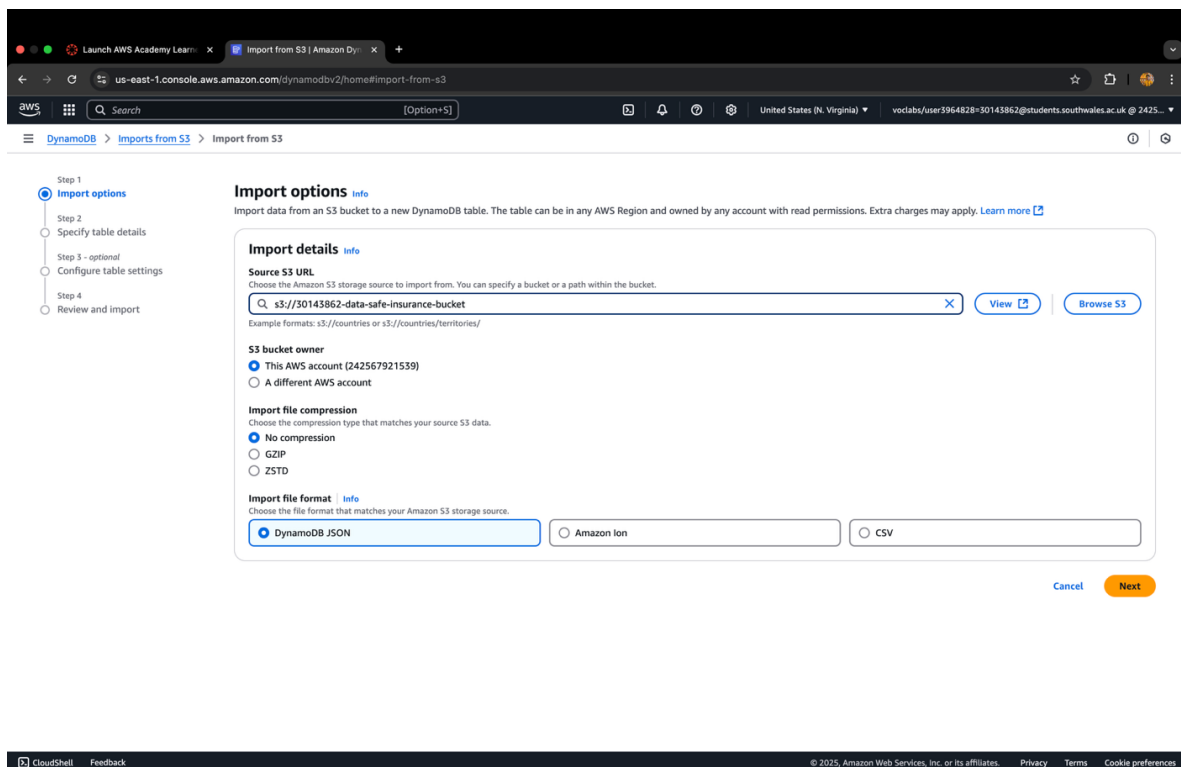 Launch AWS Academy Learn
Import from S3 | Amazon Dyn
us-east-1.console.aws.amazon.com/dynamodbv2/home#import-from-s3
aws
Search
[Option+S]
United States (N. Virginia)
voclabs/user3964828=30143862@students.southwales.ac.uk @ 2425...
DynamoDB > Imports from S3 > Import from S3
Step 1
Import options
Step 2
Specify table details
Step 3 - optional
Configure table settings
Step 4
Review and import
Import options Info
Import data from an S3 bucket to a new DynamoDB table. The table can be in any AWS Region and owned by any account with read permissions. Extra charges may apply. Learn more
Import details Info
Source S3 URL
Choose the Amazon S3 storage source to import from. You can specify a bucket or a path within the bucket.
s3://30143862-data-safe-insurance-bucket
View
Browse S3
Example formats: s3://countries or s3://countries/territories/
S3 bucket owner
This AWS account (242567921539)
A different AWS account
Import file compression
Choose the compression type that matches your source S3 data.
No compression
GZIP
ZSTD
Import file format Info
Choose the file format that matches your Amazon S3 storage source.
DynamoDB JSON
Amazon Ion
CSV
Cancel
Next
CloudShell Feedback
© 2025, Amazon Web Services, Inc. or its affiliates. Privacy Terms Cookie preferences